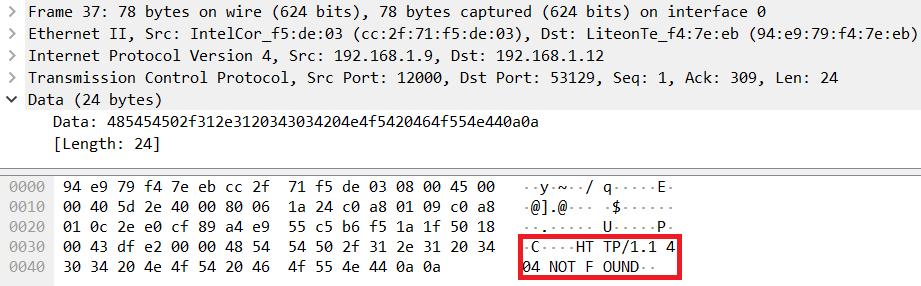 Frame 37: 78 bytes on wire (624 bits), 78 bytes captured (624 bits) on interface 0
Ethernet II, Src: IntelCor_f5:de:03 (cc:2f:71:f5:de:03), Dst: LiteonTe_f4:7e:eb (94:e9:79:f4:7e:eb)
Internet Protocol Version 4, Src: 192.168.1.9, Dst: 192.168.1.12
Transmission Control Protocol, Src Port: 12000, Dst Port: 53129, Seq: 1, Ack: 309, Len: 24
Data (24 bytes)
Data: 485454502f312e3120343034204e4f5420464f554e440a0a
[Length: 24]
0000 94 e9 79 f4 7e eb cc 2f 71 f5 de 03 08 00 45 00 ··y·~··/ q·····E·
0010 00 40 5d 2e 40 00 80 06 1a 24 c0 a8 01 09 c0 a8 ·@].@··· ·$······
0020 01 0c 2e e0 cf 89 a4 e9 55 c5 b6 f5 1a 1f 50 18 ··.····· U·····P·
0030 00 43 df e2 00 00 48 54 54 50 2f 31 2e 31 20 34 ·C····HT TP/1.1 4
0040 30 34 20 4e 4f 54 20 46 4f 55 4e 44 0a 0a 04 NOT F OUND··